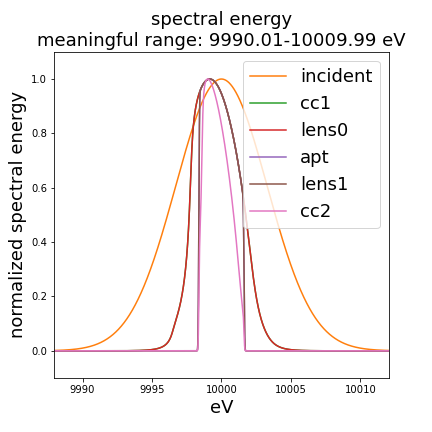 spectral energy
meaningful range: 9990.01-10009.99 eV
normalized spectral energy
1.0
0.8
0.6
0.4
0.2
0.0
incident
cc1
lens0
apt
lens1
cc2
9990 9995 10000 10005 10010
eV